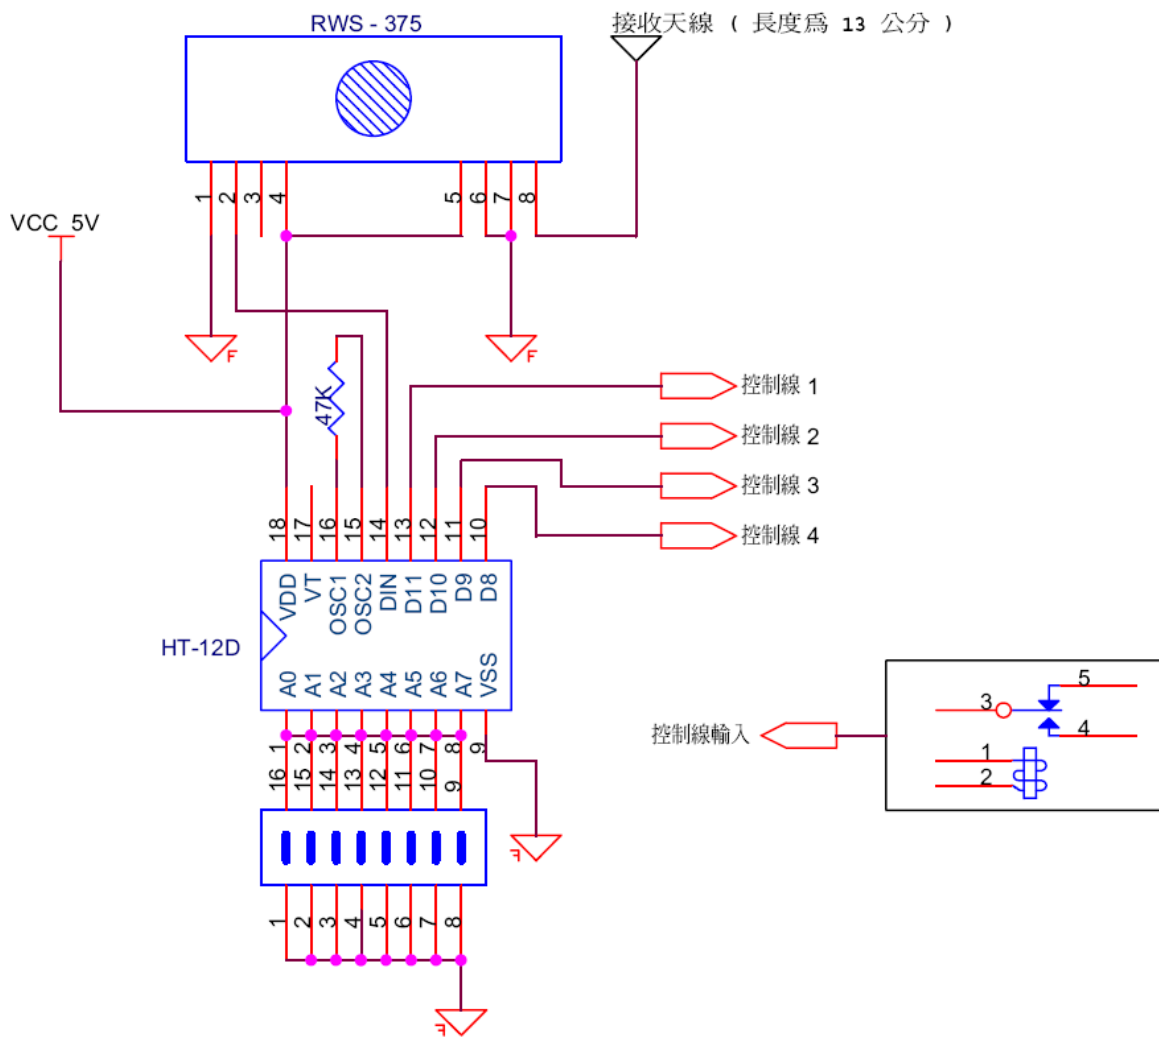 RWS - 375
接收天線 ( 長度爲 13 公分 )
1 2 3 4 5 6 7 8
VCC 5V
F F
47K
控制線 1
控制線 2
控制線 3
控制線 4
18 17 16 15 14 13 12 11 10
VDD VT OSC1 OSC2 DIN D11 D10 D9 D8
HT-12D
A0 A1 A2 A3 A4 A5 A6 A7 VSS
1 2 3 4 5 6 7 8 9
16 15 14 13 12 11 10 9
控制線輸入
5
3
4
1
2
F
1 2 3 4 5 6 7 8
F